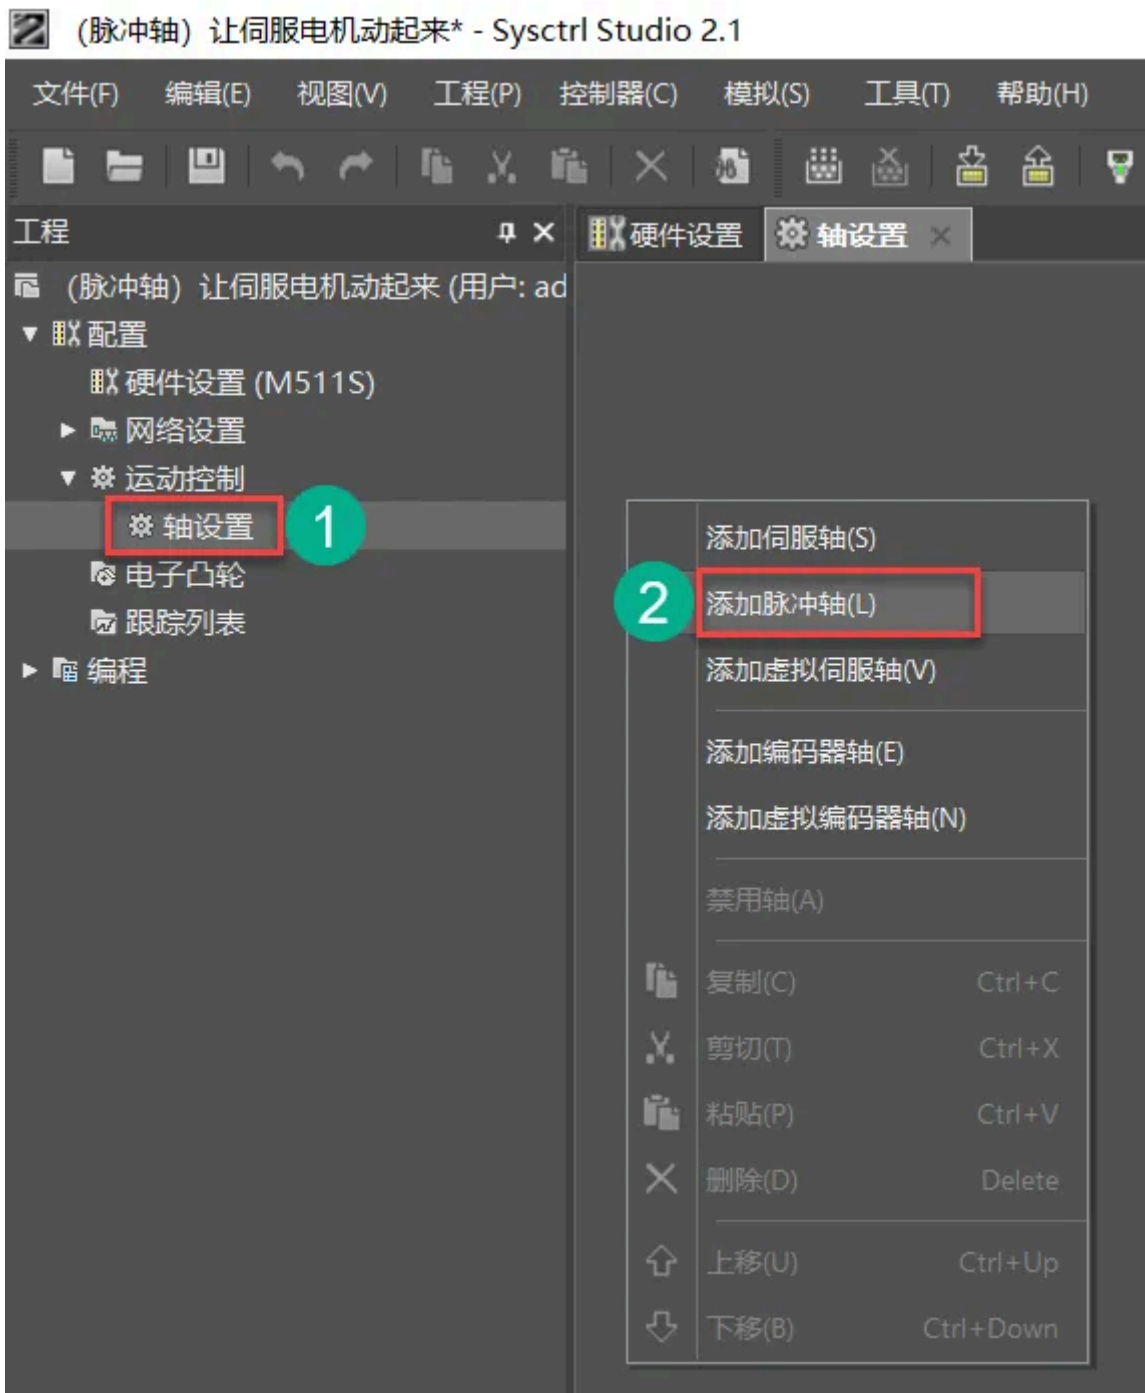 (脉冲轴) 让伺服电机动起来* - Sysctrl Studio 2.1
文件(F) 编辑(E) 视图(V) 工程(P) 控制器(C) 模拟(S) 工具(T) 帮助(H)
工程
硬件设置 轴设置
(脉冲轴) 让伺服电机动起来 (用户: ad
配置
硬件设置 (M511S)
网络设置
运动控制
轴设置
1
电子凸轮
跟踪列表
编程
添加伺服轴(S)
2
添加脉冲轴(L)
添加虚拟伺服轴(V)
添加编码器轴(E)
添加虚拟编码器轴(N)
禁用轴(A)
复制(C) Ctrl+C
剪切(T) Ctrl+X
粘贴(P) Ctrl+V
删除(D) Delete
上移(U) Ctrl+Up
下移(B) Ctrl+Down